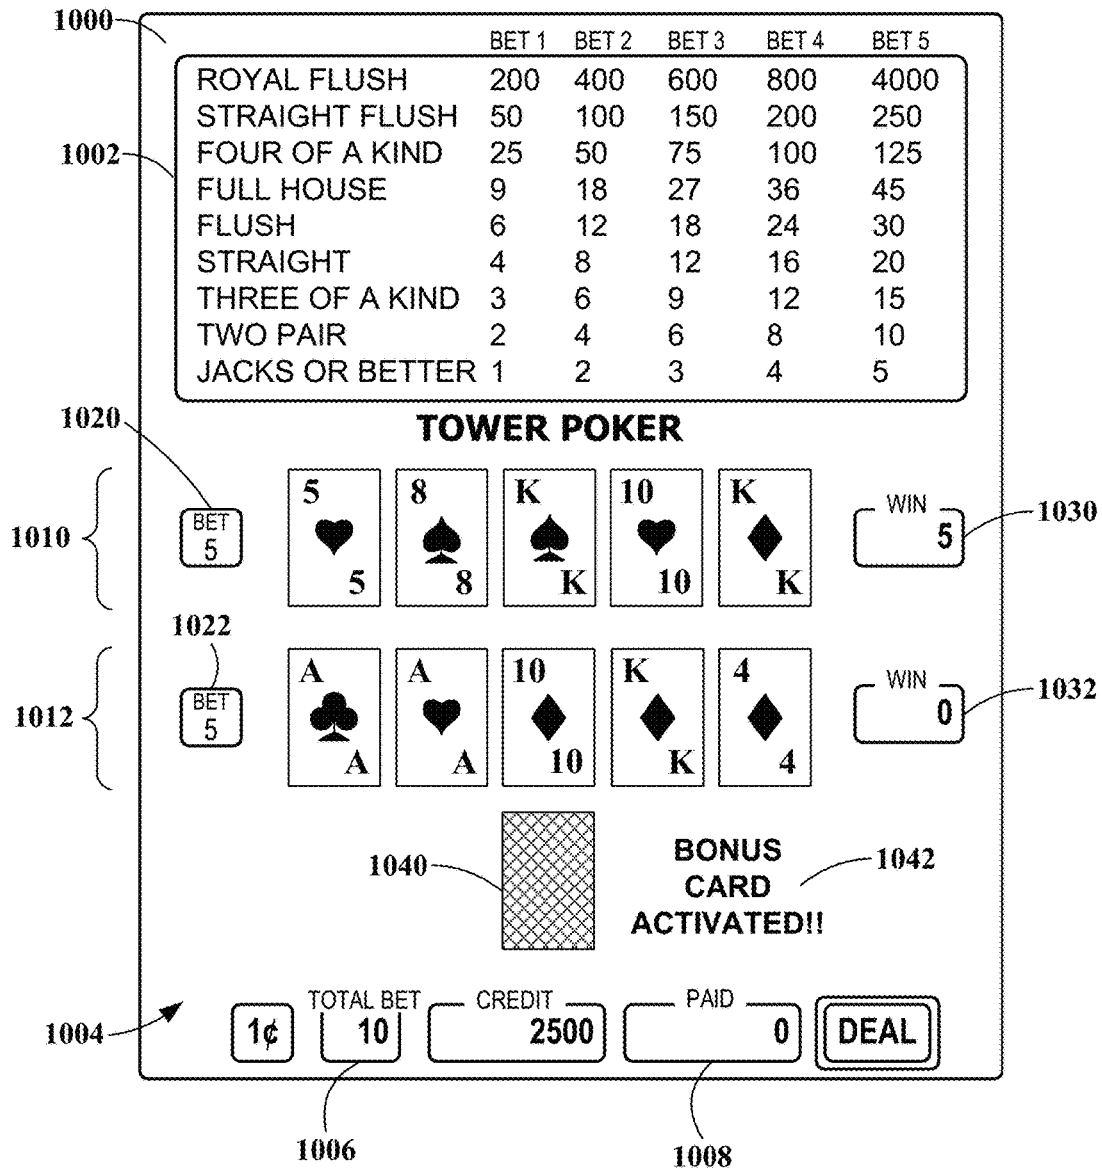 1000
BET 1 BET 2 BET 3 BET 4 BET 5
ROYAL FLUSH 200 400 600 800 4000
STRAIGHT FLUSH 50 100 150 200 250
1002
FOUR OF A KIND 25 50 75 100 125
FULL HOUSE 9 18 27 36 45
FLUSH 6 12 18 24 30
STRAIGHT 4 8 12 16 20
THREE OF A KIND 3 6 9 12 15
TWO PAIR 2 4 6 8 10
JACKS OR BETTER 1 2 3 4 5
1020
TOWER POKER
5 8 K 10 K
BET WIN
1030
1010
5 5
5 8 K 10 K
1022
A A 10 K 4
BET WIN
1032
1012
5 0
A A 10 K 4
BONUS
1040
1042
CARD
ACTIVATED!!
TOTAL BET CREDIT PAID
1004
1¢ 10 2500 0 DEAL
1006
1008